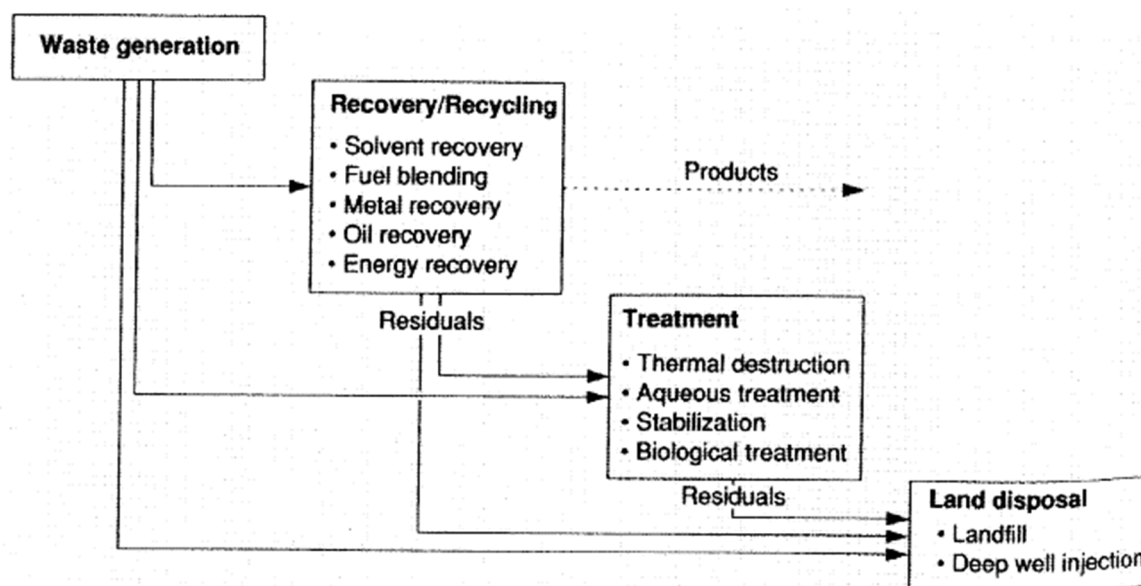 Waste generation
Recovery/Recycling
• Solvent recovery
• Fuel blending
• Metal recovery
• Oil recovery
• Energy recovery
Products
Residuals
Treatment
• Thermal destruction
• Aqueous treatment
• Stabilization
• Biological treatment
Residuals
Land disposal
• Landfill
• Deep well injection